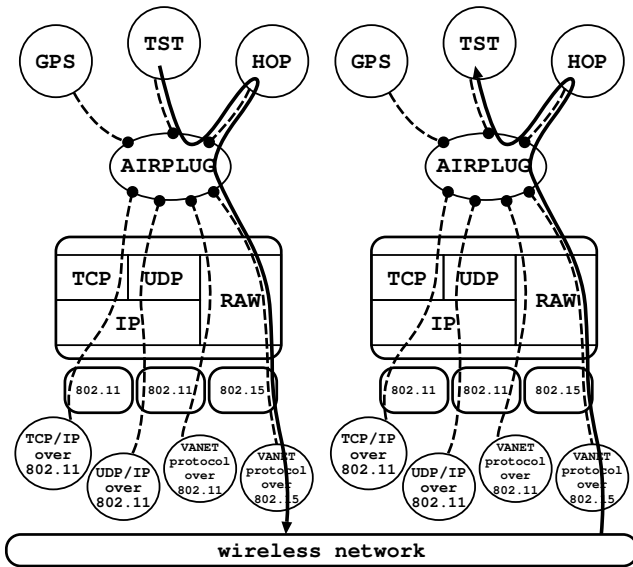 TST
TST
GPS
HOP
GPS
HOP
AIRPLUG
AIRPLUG
TCP
UDP
TCP
UDP
RAW
RAW
IP
IP
802.11
802.11
802.15
802.11
802.11
802.15
TCP/IP
over
802.11
UDP/IP
over
802.11
VANET
protocol
over
802.11
VANET
protocol
over
802.15
TCP/IP
over
802.11
UDP/IP
over
802.11
VANET
protocol
over
802.11
VANET
protocol
over
802.15
wireless network